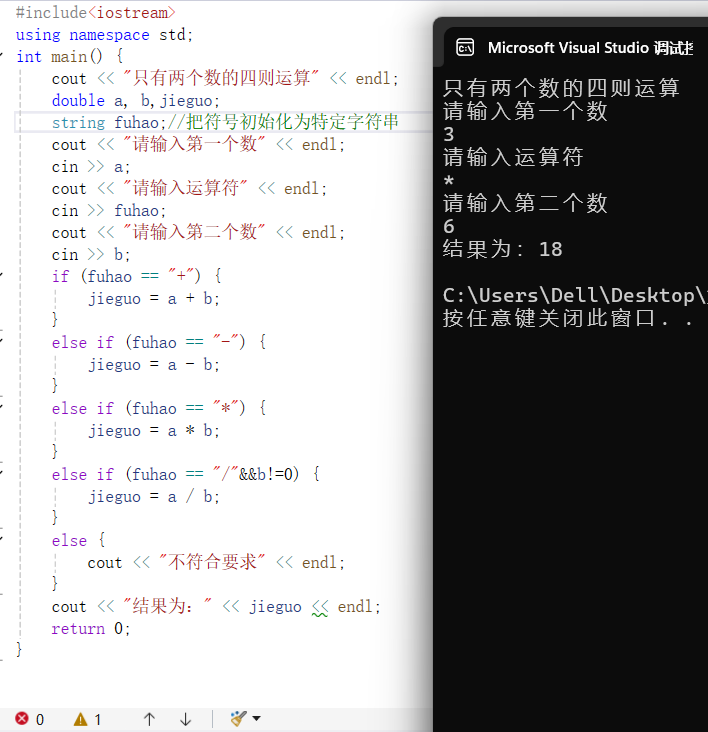 #include<iostream>
using namespace std;
int main() {
cout << "只有两个数的四则运算" << endl;
double a, b,jieguo;
string fuhao;//把符号初始化为特定字符串
cout << "请输入第一个数" << endl;
cin >> a;
cout << "请输入运算符" << endl;
cin >> fuhao;
cout << "请输入第二个数" << endl;
cin >> b;
if (fuhao == "+") {
jieguo = a + b;
}
else if (fuhao == "-") {
jieguo = a - b;
}
else if (fuhao == "*") {
jieguo = a * b;
}
else if (fuhao == "/"&&b!=0) {
jieguo = a / b;
}
else {
cout << "不符合要求" << endl;
}
cout << "结果为：" << jieguo << endl;
return 0;
}
0 1
Microsoft Visual Studio 调试
只有两个数的四则运算
请输入第一个数
3
请输入运算符
*
请输入第二个数
6
结果为：18
C:\Users\Dell\Desktop\
按任意键关闭此窗口. .